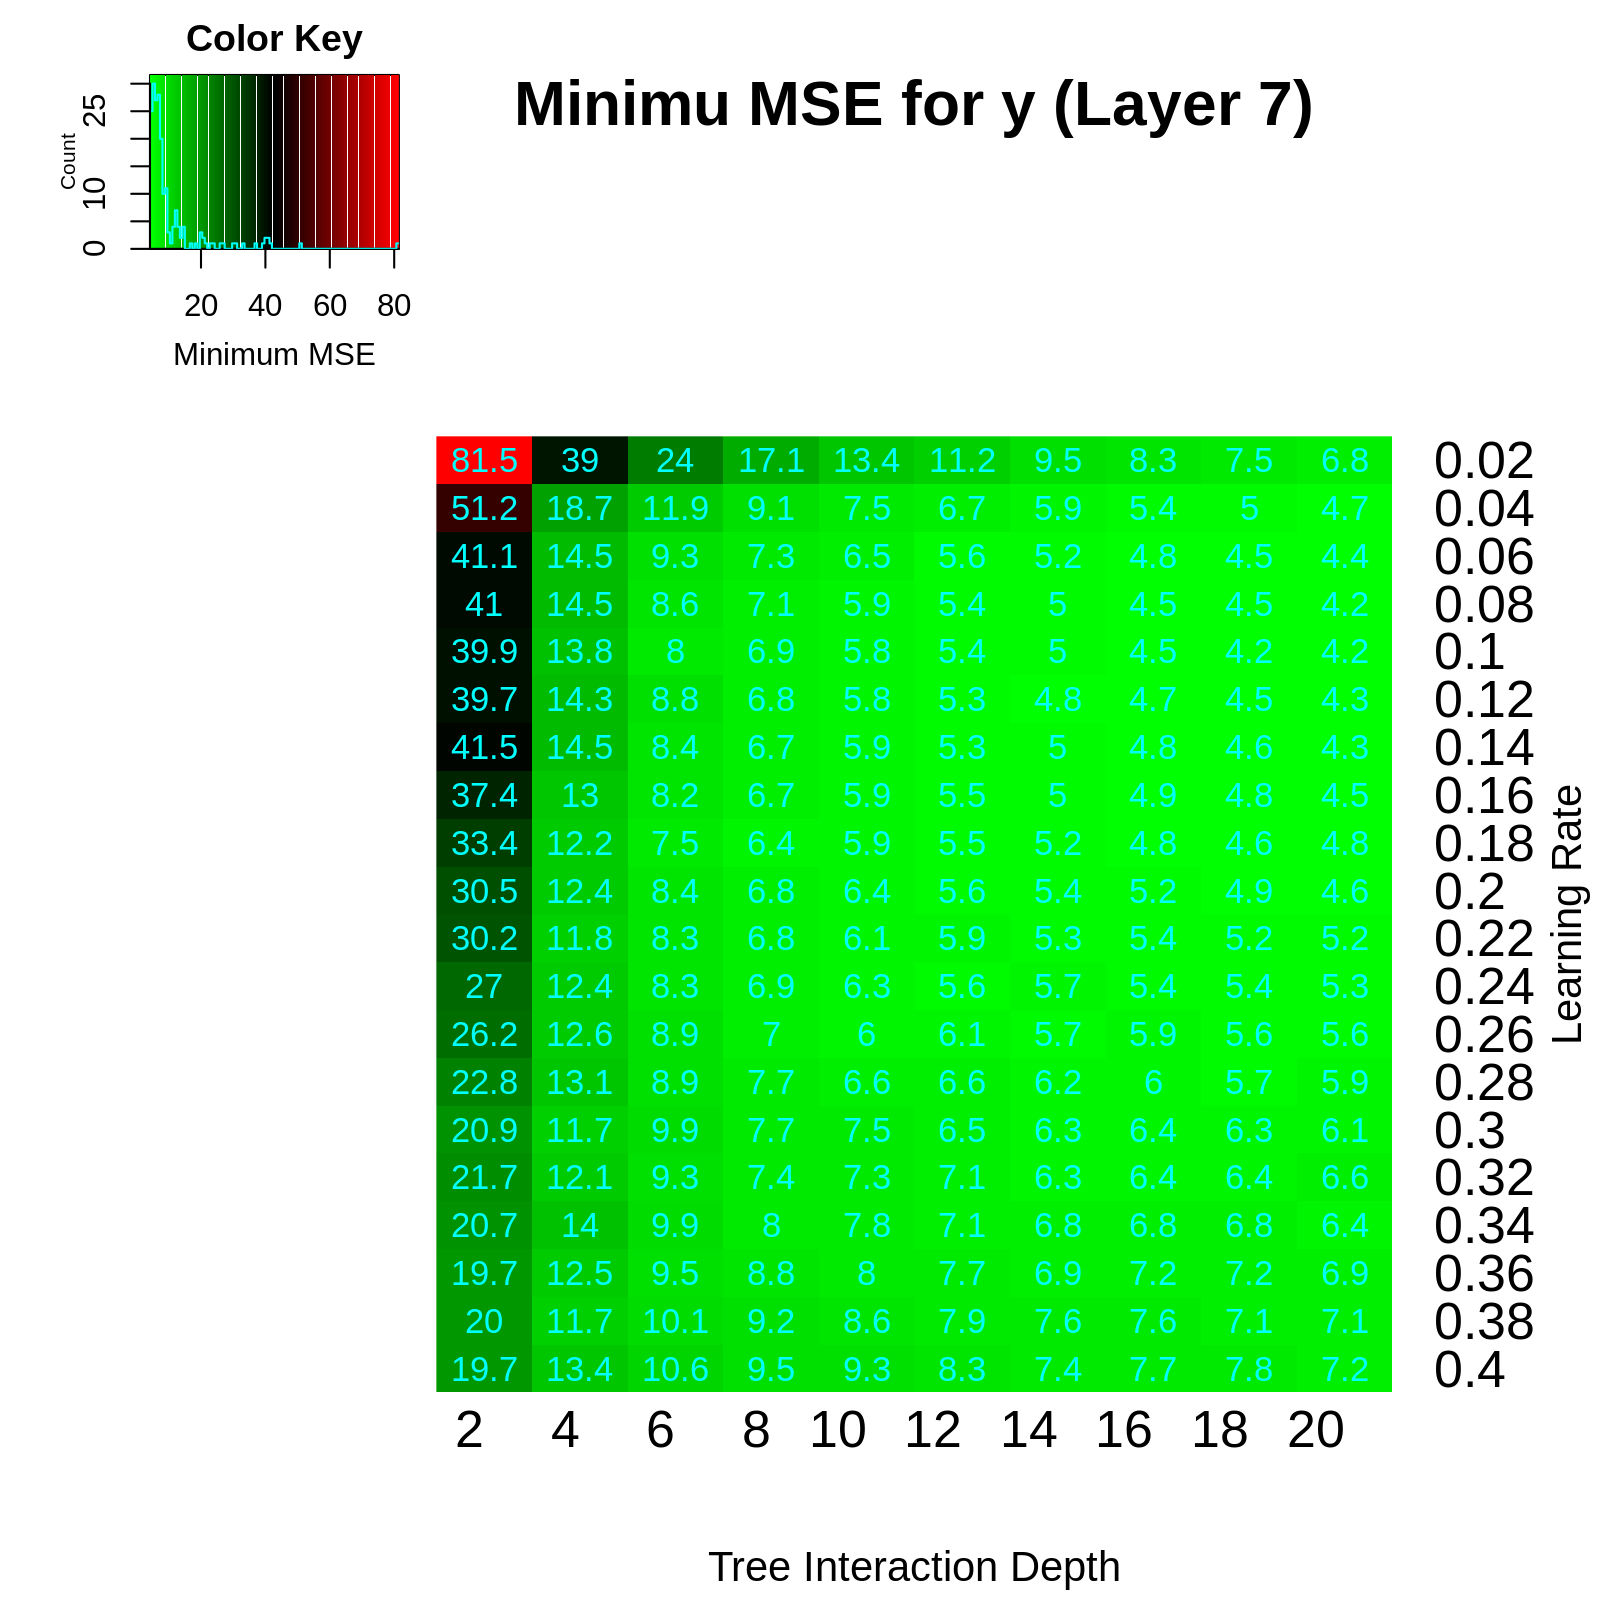 Color Key
Minimu MSE for y (Layer 7)
Count
0 10 25
20 40 60 80
Minimum MSE
81.5 39 24 17.1 13.4 11.2 9.5 8.3 7.5 6.8 0.02
51.2 18.7 11.9 9.1 7.5 6.7 5.9 5.4 5 4.7 0.04
41.1 14.5 9.3 7.3 6.5 5.6 5.2 4.8 4.5 4.4 0.06
41 14.5 8.6 7.1 5.9 5.4 5 4.5 4.5 4.2 0.08
39.9 13.8 8 6.9 5.8 5.4 5 4.5 4.2 4.2 0.1
39.7 14.3 8.8 6.8 5.8 5.3 4.8 4.7 4.5 4.3 0.12
41.5 14.5 8.4 6.7 5.9 5.3 5 4.8 4.6 4.3 0.14
37.4 13 8.2 6.7 5.9 5.5 5 4.9 4.8 4.5 0.16
33.4 12.2 7.5 6.4 5.9 5.5 5.2 4.8 4.6 4.8 0.18
30.5 12.4 8.4 6.8 6.4 5.6 5.4 5.2 4.9 4.6 0.2
30.2 11.8 8.3 6.8 6.1 5.9 5.3 5.4 5.2 5.2 0.22
27 12.4 8.3 6.9 6.3 5.6 5.7 5.4 5.4 5.3 0.24
26.2 12.6 8.9 7 6 6.1 5.7 5.9 5.6 5.6 0.26
22.8 13.1 8.9 7.7 6.6 6.6 6.2 6 5.7 5.9 0.28
20.9 11.7 9.9 7.7 7.5 6.5 6.3 6.4 6.3 6.1 0.3
21.7 12.1 9.3 7.4 7.3 7.1 6.3 6.4 6.4 6.6 0.32
20.7 14 9.9 8 7.8 7.1 6.8 6.8 6.8 6.4 0.34
19.7 12.5 9.5 8.8 8 7.7 6.9 7.2 7.2 6.9 0.36
20 11.7 10.1 9.2 8.6 7.9 7.6 7.6 7.1 7.1 0.38
19.7 13.4 10.6 9.5 9.3 8.3 7.4 7.7 7.8 7.2 0.4
Learning Rate
2 4 6 8 10 12 14 16 18 20
Tree Interaction Depth